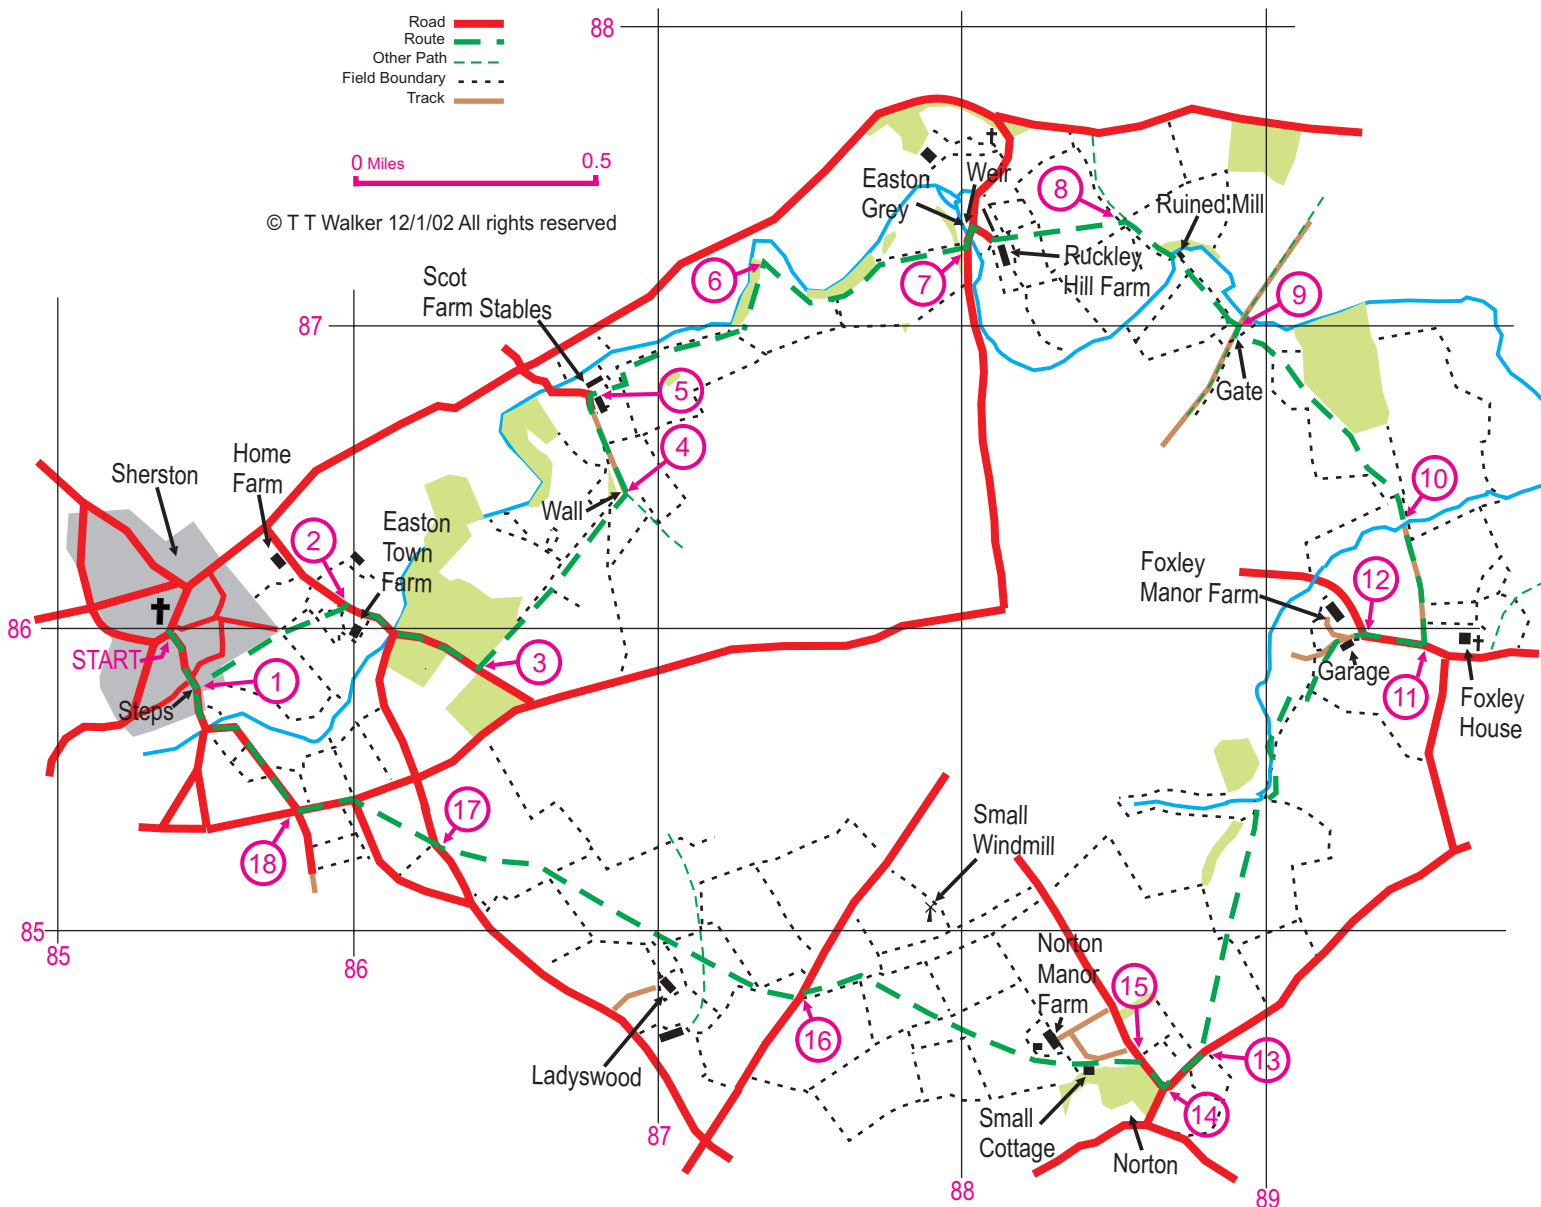 Road
Route
Other Path
Field Boundary
Track
0 Miles
0.5
© T T Walker 12/1/02 All rights reserved
88
Easton
Grey
Weir
8
Ruined Mill
Scot
Farm Stables
6
7
Ruckley
Hill Farm
9
87
Gate
5
4
Home
Farm
Sherston
Wall
10
2
Easton
Town
Farm
Foxley
Manor Farm
12
86
START
3
1
Garage
11
Steps
Foxley
House
17
Small
Windmill
18
85
85
86
Norton
Manor
Farm
15
16
13
Ladyswood
14
Small
Cottage
87
Norton
88
89